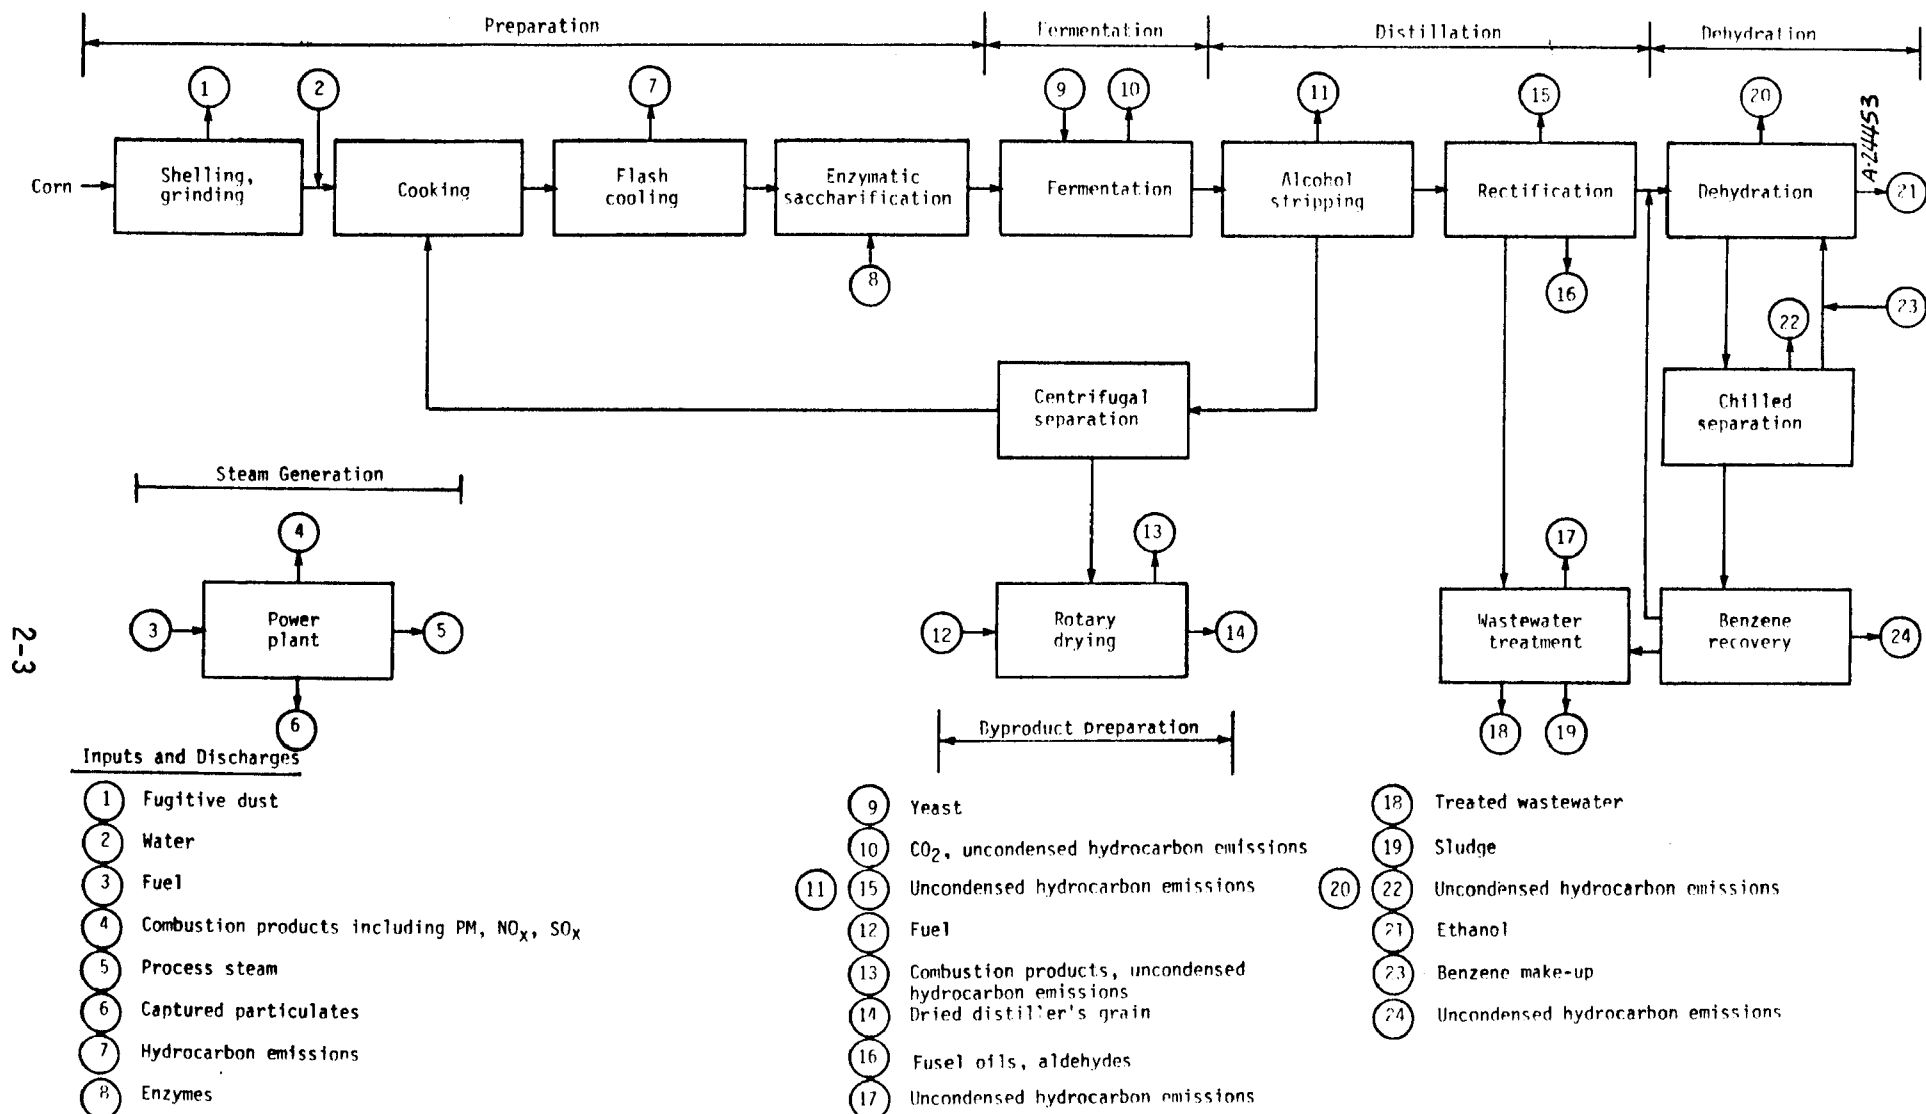 Preparation
Fermentation
Distillation
Dehydration
1
2
7
9
10
11
15
20
A-24453
Corn
Shelling,
grinding
Cooking
Flash
cooling
Enzymatic
saccharification
Fermentation
Alcohol
stripping
Rectification
Dehydration
21
8
16
22
23
Centrifugal
separation
Chilled
separation
Steam Generation
4
13
17
3
Power
plant
5
12
Rotary
drying
14
Wastewater
treatment
Benzene
recovery
24
6
18
19
Byproduct preparation
2-3
Inputs and Discharges
1 Fugitive dust
2 Water
3 Fuel
4 Combustion products including PM, NOx, SOx
5 Process steam
6 Captured particulates
7 Hydrocarbon emissions
8 Enzymes
9 Yeast
10 CO2, uncondensed hydrocarbon emissions
11 15 Uncondensed hydrocarbon emissions
12 Fuel
13 Combustion products, uncondensed
hydrocarbon emissions
14 Dried distiller's grain
16 Fusel oils, aldehydes
17 Uncondensed hydrocarbon emissions
18 Treated wastewater
19 Sludge
20 22 Uncondensed hydrocarbon emissions
21 Ethanol
23 Benzene make-up
24 Uncondensed hydrocarbon emissions